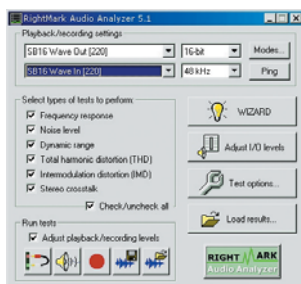 RightMark Audio Analyzer 5.1
Playback/recording settings
SB16 Wave Out [220] 16-bit Modes...
SB16 Wave In [220] 48 kHz Ping
Select types of tests to perform:
Frequency response
Noise level
Dynamic range
Total harmonic distortion (THD)
Intermodulation distortion (IMD)
Stereo crosstalk
Check/uncheck all
WIZARD
Adjust I/O levels
Test options...
Load results...
Run tests
Adjust playback/recording levels
RIGHT MARK
Audio Analyzer